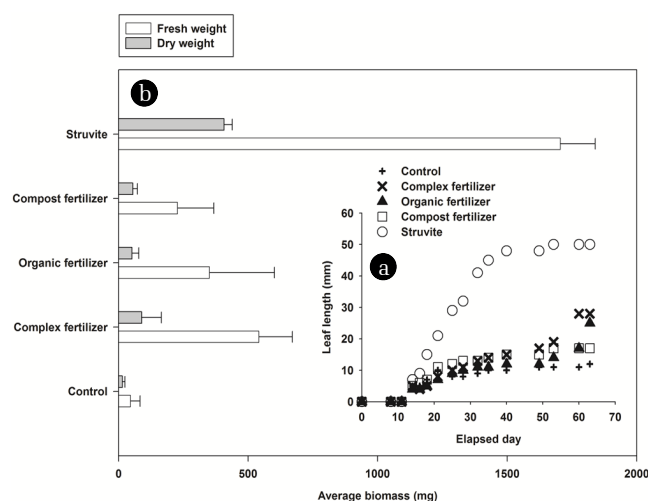 Fresh weight
Dry weight
b
Struvite
Compost fertilizer
Organic fertilizer
Complex fertilizer
Control
0
500
1000
1500
2000
Average biomass (mg)
Control
Complex fertilizer
Organic fertilizer
Compost fertilizer
Struvite
a
Leaf length (mm)
60
50
40
30
20
10
0
0
10
20
30
40
50
60
70
Elapsed day